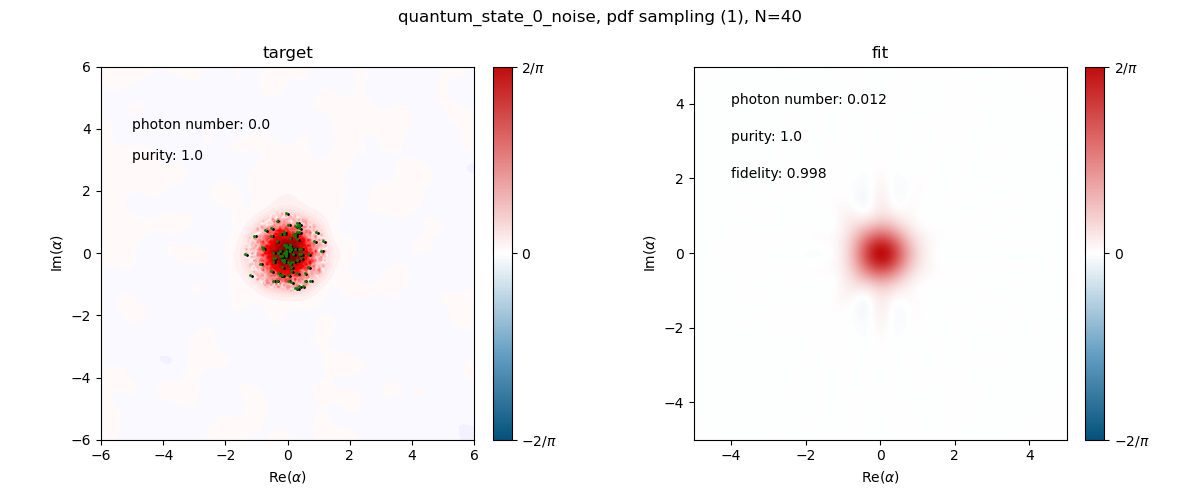 quantum_state_0_noise, pdf sampling (1), N=40
target
photon number: 0.0
purity: 1.0
6
4
2
0
−2
−4
−6
−6
−4
−2
0
2
4
6
Re(α)
Im(α)
2/π
0
−2/π
fit
photon number: 0.012
purity: 1.0
fidelity: 0.998
4
2
0
−2
−4
−4
−2
0
2
4
Re(α)
Im(α)
2/π
0
−2/π